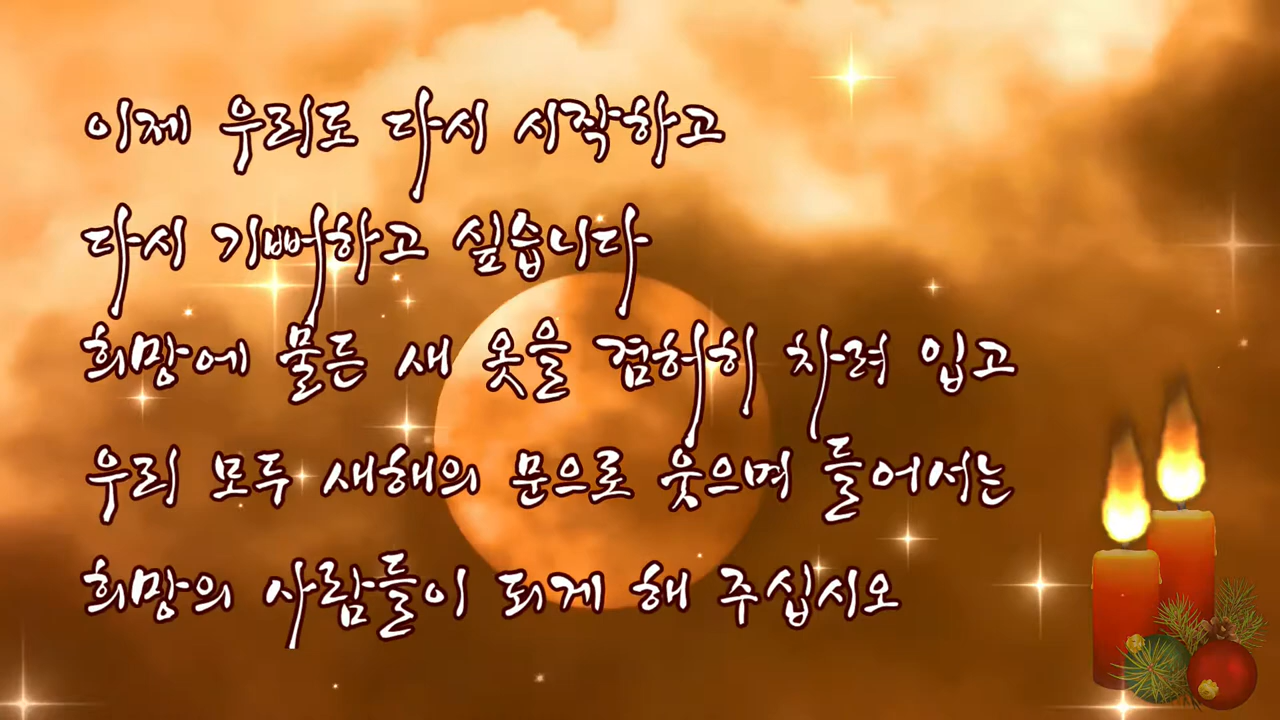 이제 우리도 다시 시작하고
다시 기뻐하고 싶습니다
희망에 물든 새 옷을 겸허히 차려 입고
우리 모두 새해의 문으로 웃으며 들어서는
희망의 사람들이 되게 해 주십시오